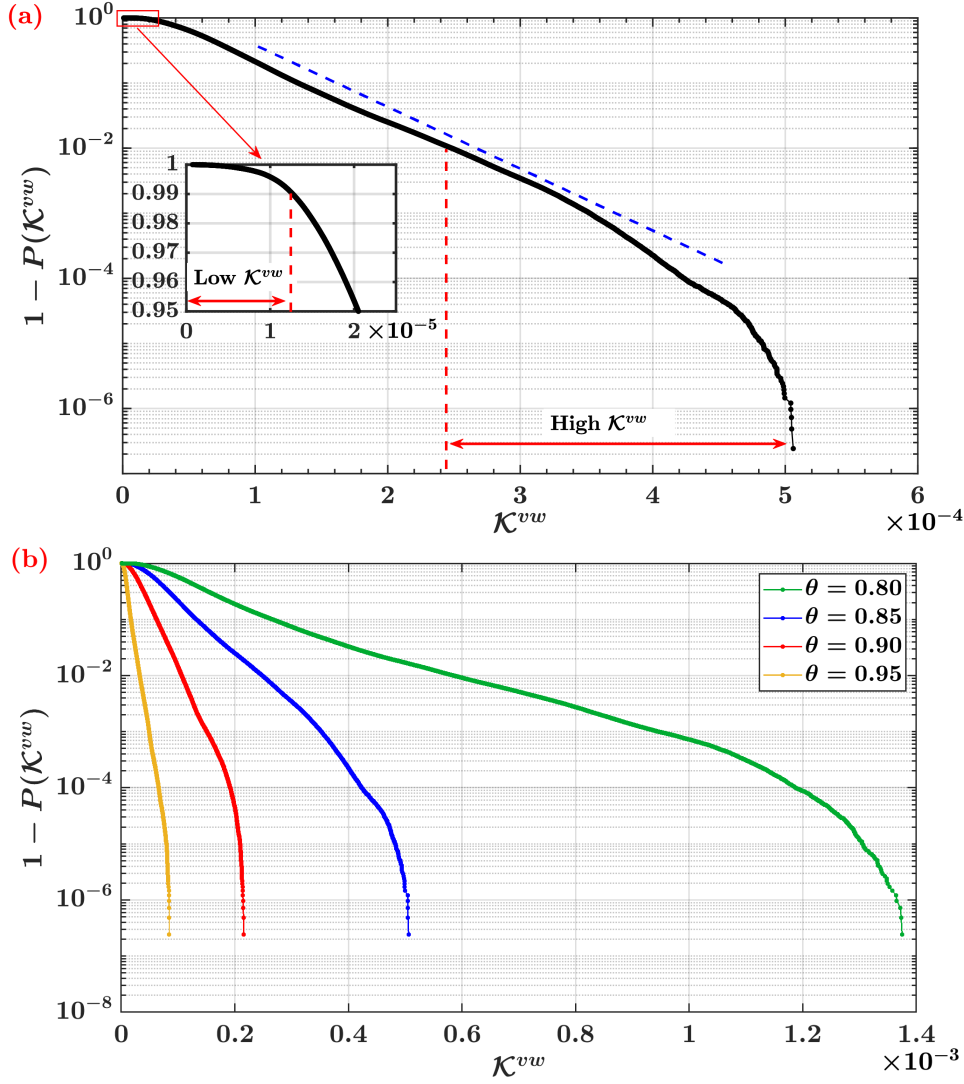 (a)
10^0
10^-2
10^-4
10^-6
1 − P(𝒦^vw)
1
0.99
0.98
0.97
0.96
0.95
Low 𝒦^vw
0 1 2 ×10^-5
High 𝒦^vw
0 1 2 3 4 5 6
𝒦^vw
×10^-4
(b)
10^0
10^-2
10^-4
10^-6
10^-8
1 − P(𝒦^vw)
θ = 0.80
θ = 0.85
θ = 0.90
θ = 0.95
0 0.2 0.4 0.6 0.8 1 1.2 1.4
𝒦^vw
×10^-3